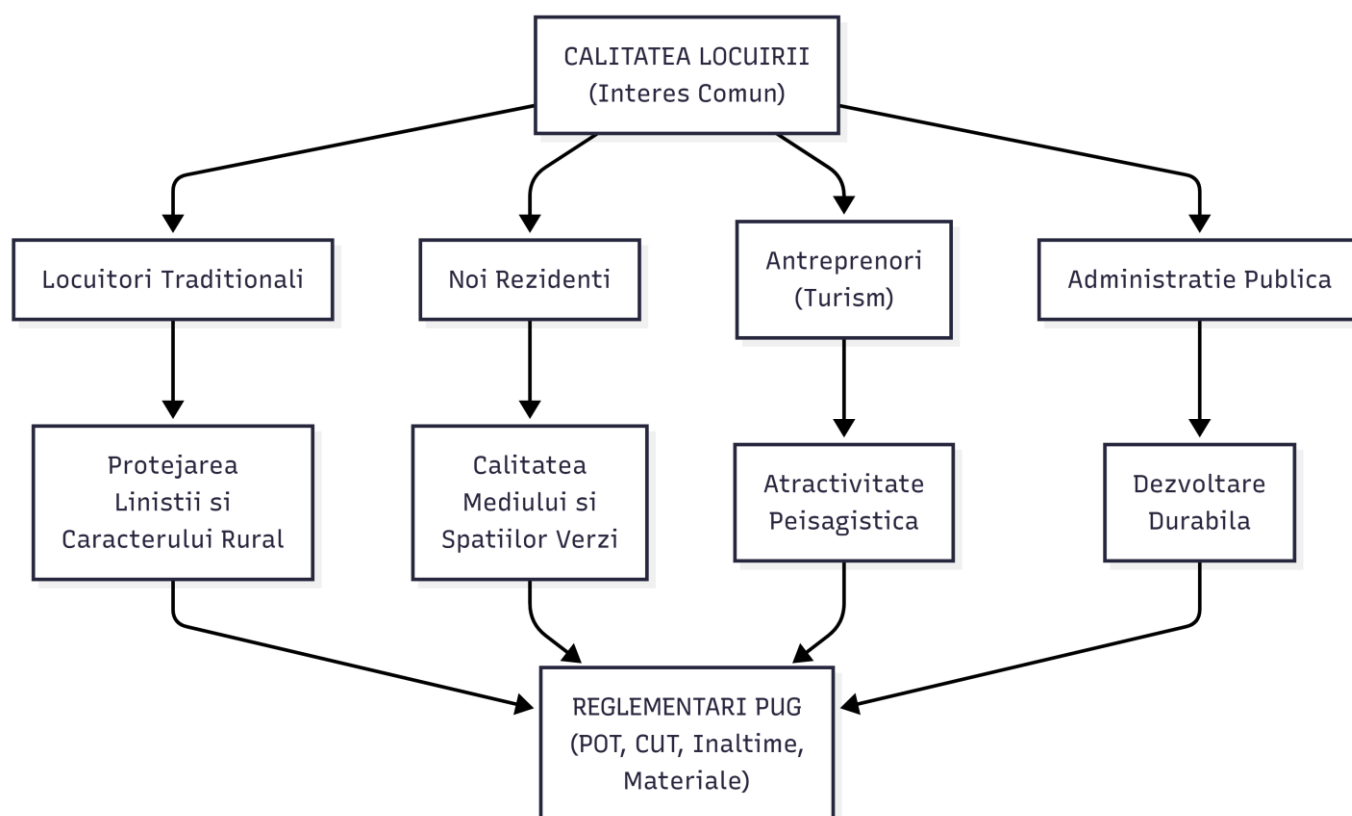 CALITATEA LOCUIRII
(Interes Comun)
Locuitori Traditionali
Noi Rezidenti
Antreprenori
(Turism)
Administratie Publica
Protejarea
Linistii si
Caracterului Rural
Calitatea
Mediului si
Spatiilor Verzi
Atractivitate
Peisagistica
Dezvoltare
Durabila
REGLEMENTARI PUG
(POT, CUT, Inaltime,
Materiale)